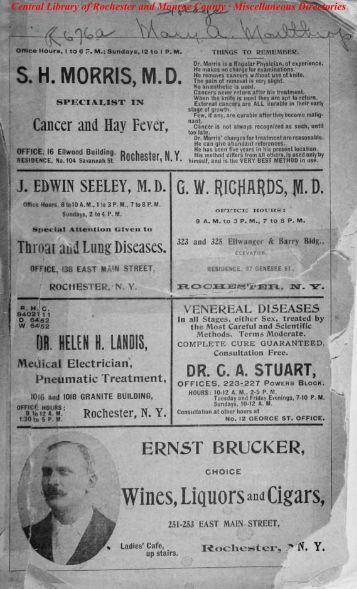 Central Library of Rochester and Monroe County · Miscellaneous Directories
R676a Mary A.
Office Hours, 1 to 6 P. M.; Sundays, 12 to 1 P. M.
S. H. MORRIS, M. D.
SPECIALIST IN
Cancer and Hay Fever,
OFFICE, 16 Ellwood Building
RESIDENCE, No. 104 Savannah St.
Rochester, N. Y.
THINGS TO REMEMBER.
Dr. Morris is a Regular Physician, of experience.
He makes no charge for examinations.
He removes cancers without use of knife.
The pain of removal is very slight.
No anaesthetic is used.
Cancers never return after his treatment.
When the knife is used they are apt to return.
External cancers are ALL curable in their early
stage of growth.
Few, if any, are curable after they become malig-
nant.
Cancer is not always recognized as such, until
too late.
Dr. Morris' charges for treatment are reasonable.
He can give abundant references.
He has been five years in his present location.
His method differs from all others, is used only by
himself, and is the VERY BEST METHOD in use.
J. EDWIN SEELEY, M. D.
Office Hours, 8 to 10 A. M., 1 to 3 P. M., 7 to 8 P. M.
Sundays, 2 to 4 P. M.
Special Attention Given to
Throat and Lung Diseases.
OFFICE, 138 EAST MAIN STREET,
ROCHESTER, N. Y.
G. W. RICHARDS, M. D.
OFFICE HOURS:
9 A. M. to 3 P. M., 7 to 8 P. M.
323 and 325 Ellwanger & Barry Bldg.,
ELEVATOR.
RESIDENCE, 97 GENESEE ST.,
ROCHESTER, N. Y.
R. H. C.
9402111
O 5462
W 5462
DR. HELEN H. LANDIS,
Medical Electrician,
Pneumatic Treatment,
1016 and 1018 GRANITE BUILDING,
OFFICE HOURS:
9 to 12 A. M.
1:30 to 5 P. M.
Rochester, N. Y.
VENEREAL DISEASES
In all Stages, either Sex, treated by
the Most Careful and Scientific
Methods. Terms Moderate.
COMPLETE CURE GUARANTEED.
Consultation Free.
DR. C. A. STUART,
OFFICES, 223-227 POWERS BLOCK.
HOURS: 10-12 A. M., 2-5 P. M.
Tuesday and Friday Evenings, 7-10 P. M.
Sundays, 10-12 A. M.
Consultation at other hours at
No. 12 GEORGE ST. OFFICE.
ERNST BRUCKER,
CHOICE
Wines, Liquors and Cigars,
251-253 EAST MAIN STREET,
Ladies' Cafe,
up stairs.
Rochester, N. Y.